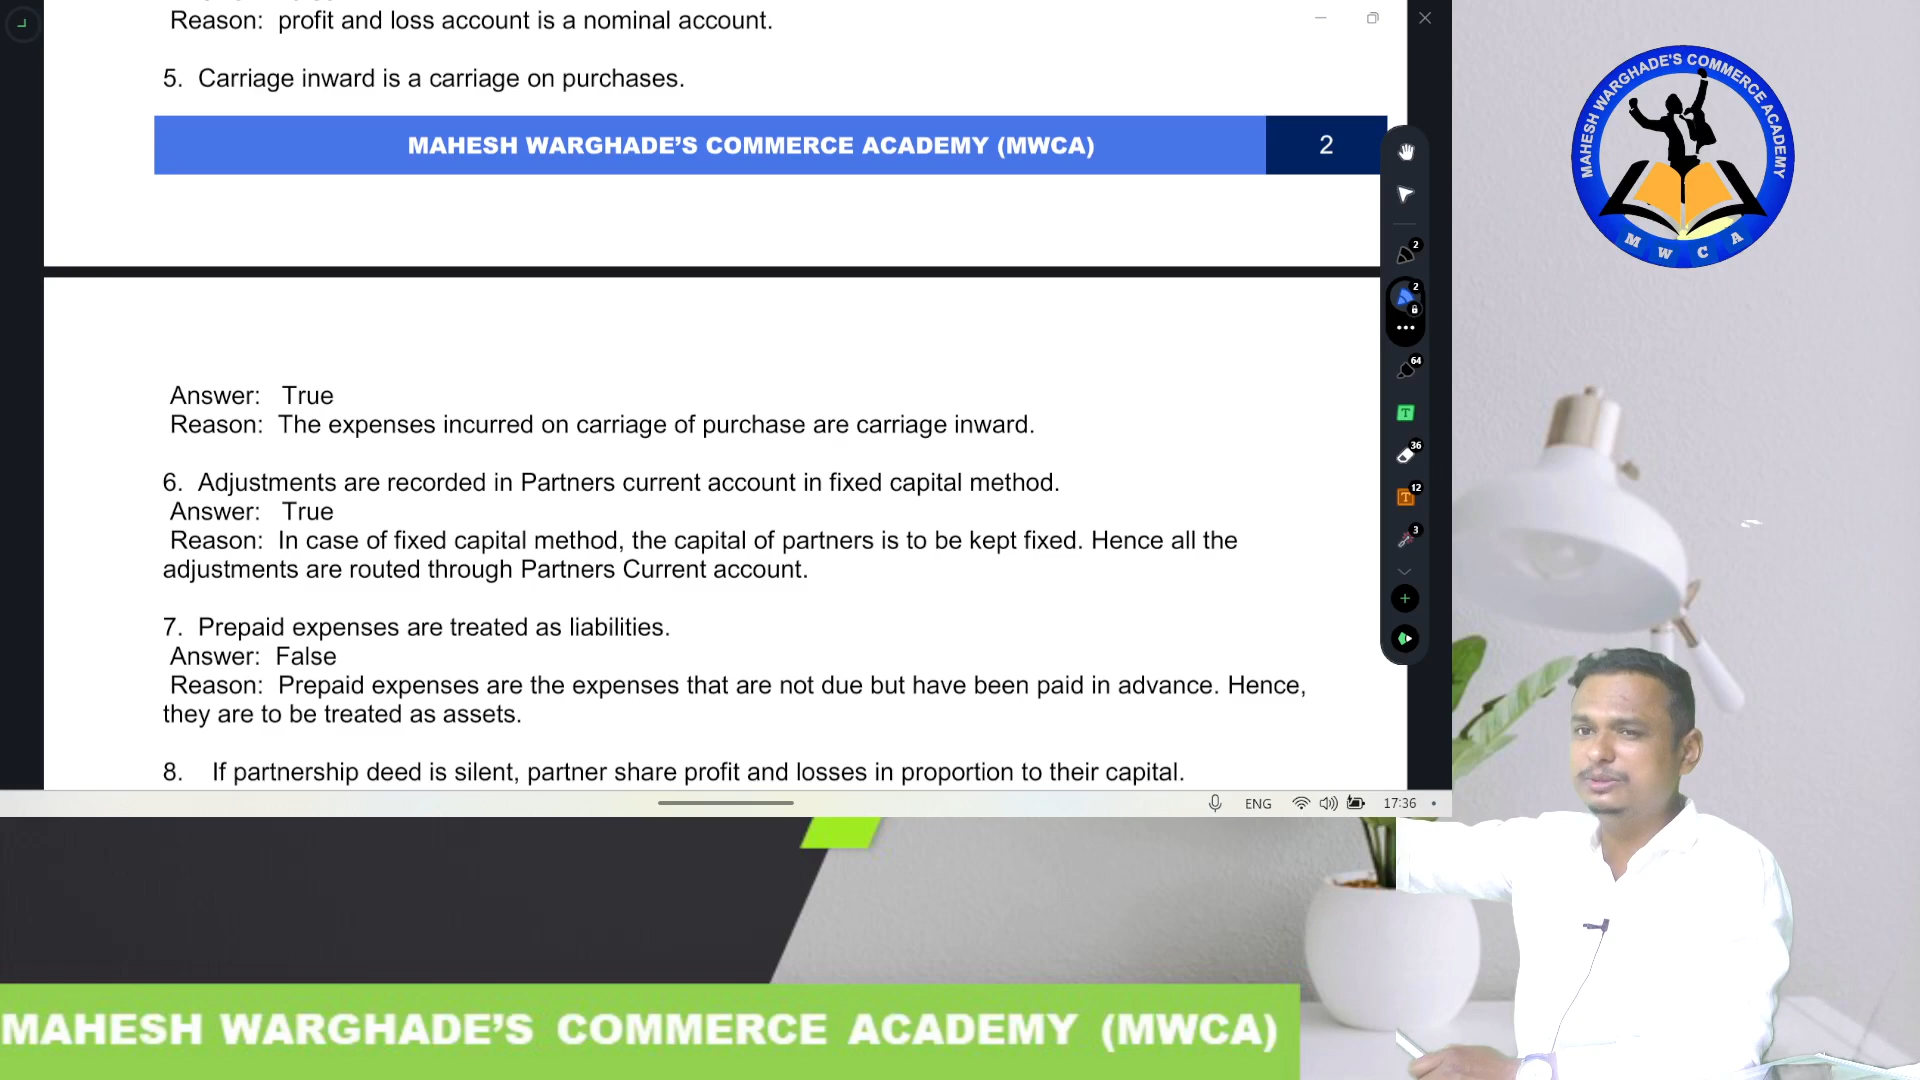 Reason: profit and loss account is a nominal account.
5. Carriage inward is a carriage on purchases.
MAHESH WARGHADE’S COMMERCE ACADEMY (MWCA) 2
Answer: True
Reason: The expenses incurred on carriage of purchase are carriage inward.
6. Adjustments are recorded in Partners current account in fixed capital method.
Answer: True
Reason: In case of fixed capital method, the capital of partners is to be kept fixed. Hence all the
adjustments are routed through Partners Current account.
7. Prepaid expenses are treated as liabilities.
Answer: False
Reason: Prepaid expenses are the expenses that are not due but have been paid in advance. Hence,
they are to be treated as assets.
8. If partnership deed is silent, partner share profit and losses in proportion to their capital.
2
2
64
T
36
T 12
3
ENG 17:36
MAHESH WARGHADE'S COMMERCE ACADEMY
M W C A
MAHESH WARGHADE’S COMMERCE ACADEMY (MWCA)